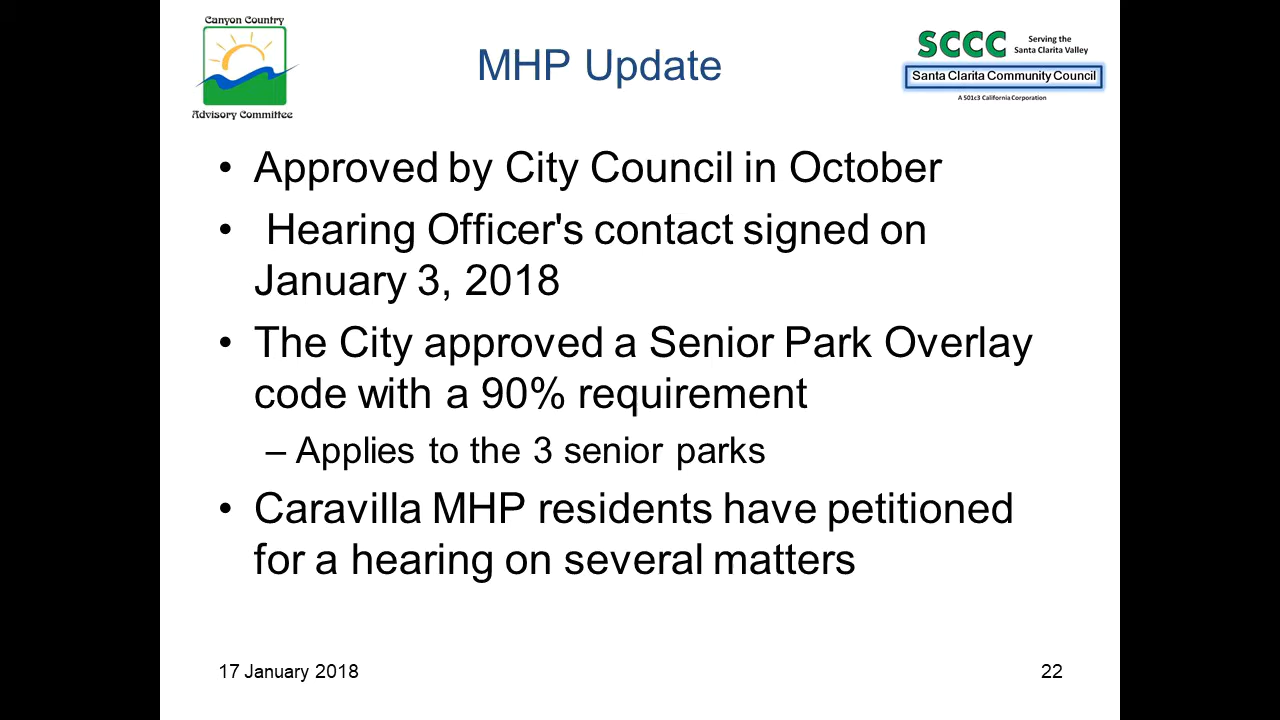 Canyon Country
Advisory Committee
MHP Update
SCCC
Serving the
Santa Clarita Valley
Santa Clarita Community Council
A 501c3 California Corporation
• Approved by City Council in October
• Hearing Officer's contact signed on
January 3, 2018
• The City approved a Senior Park Overlay
code with a 90% requirement
– Applies to the 3 senior parks
• Caravilla MHP residents have petitioned
for a hearing on several matters
17 January 2018
22